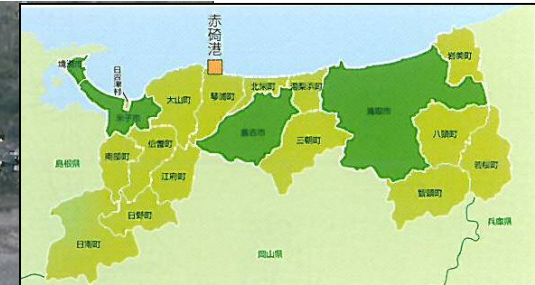 赤碕港
境港市
日吉津村
米子市
大山町
琴浦町
北栄町
湯梨浜町
鳥取市
岩美町
倉吉市
三朝町
八頭町
若桜町
智頭町
南部町
伯耆町
江府町
日野町
日南町
島根県
岡山県
兵庫県